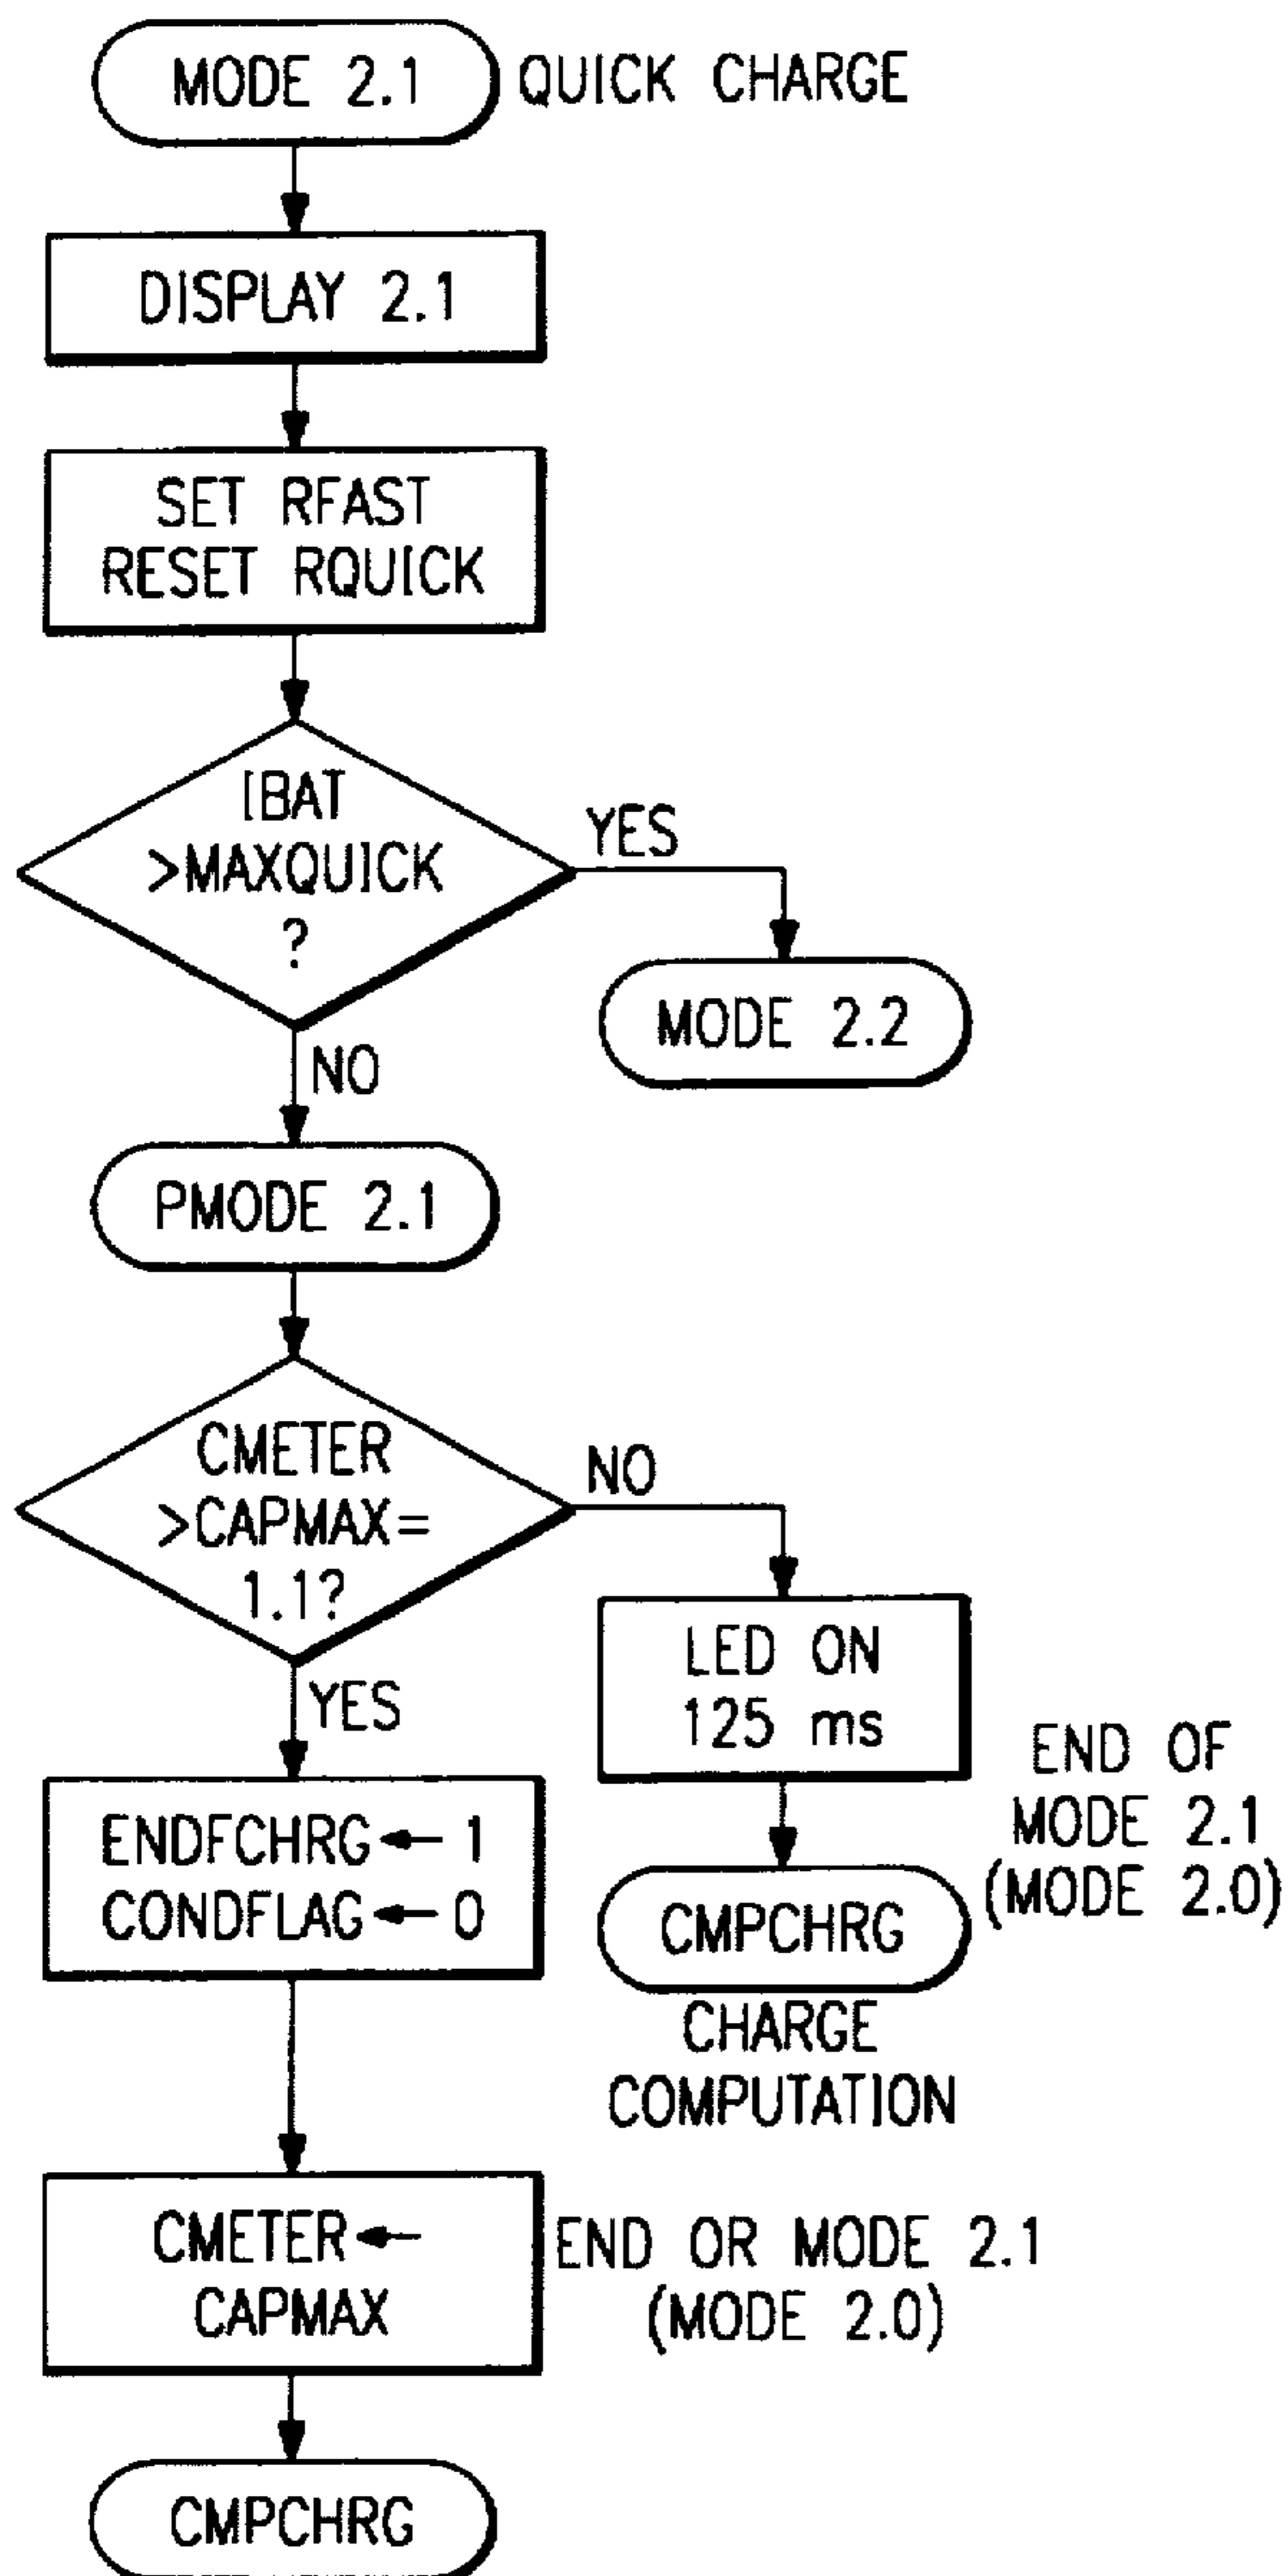 MODE 2.1 QUICK CHARGE
DISPLAY 2.1
SET RFAST
RESET RQUICK
IBAT
>MAXQUICK
?
YES
MODE 2.2
NO
PMODE 2.1
CMETER
>CAPMAX=
1.1?
NO
LED ON
125 ms
YES
END OF
MODE 2.1
(MODE 2.0)
ENDFCHRG← 1
CONDFLAG← 0
CMPCHRG
CHARGE
COMPUTATION
CMETER←
CAPMAX
END OR MODE 2.1
(MODE 2.0)
CMPCHRG